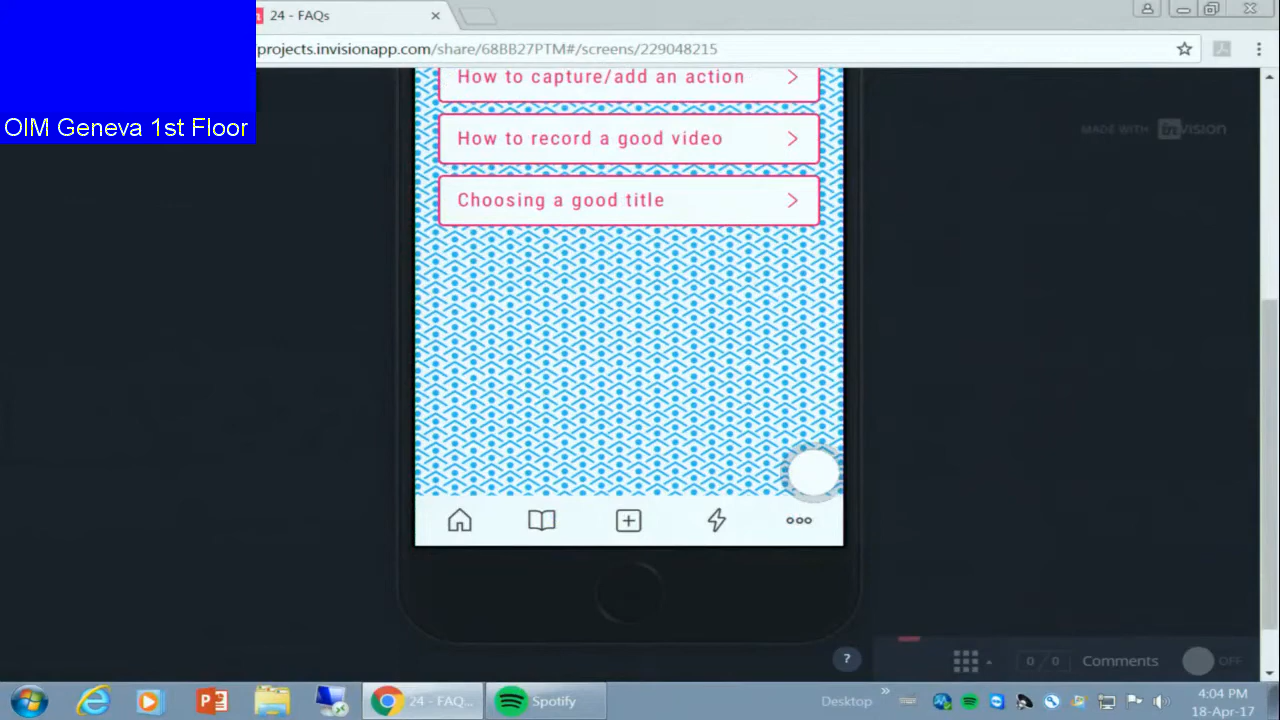 24 - FAQs
projects.invisionapp.com/share/68BB27PTM#/screens/229048215
OIM Geneva 1st Floor
How to capture/add an action
MADE WITH invision
How to record a good video
Choosing a good title
?
0 / 0
Comments
OFF
24 - FAQ...
Spotify
Desktop
4:04 PM
18-Apr-17